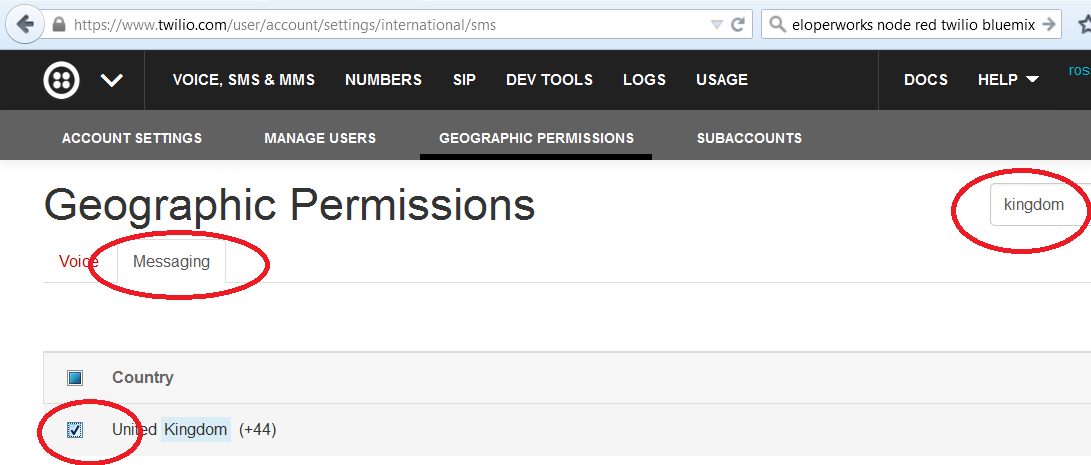 https://www.twilio.com/user/account/settings/international/sms eloperworks node red twilio bluemix
VOICE, SMS & MMS NUMBERS SIP DEV TOOLS LOGS USAGE DOCS HELP ros
ACCOUNT SETTINGS MANAGE USERS GEOGRAPHIC PERMISSIONS SUBACCOUNTS
Geographic Permissions kingdom
Voice Messaging
Country
United Kingdom (+44)